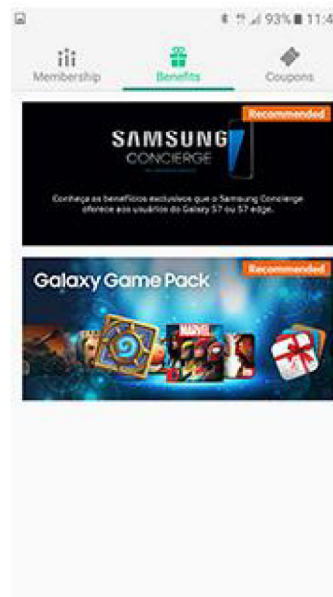 93% 11:4
Membership
Benefits
Coupons
Recommended
SAMSUNG
CONCIERGE
Conheça os benefícios exclusivos que o Samsung Concierge
oferece aos usuários do Galaxy S7 ou S7 edge.
Recommended
Galaxy Game Pack
MARVEL